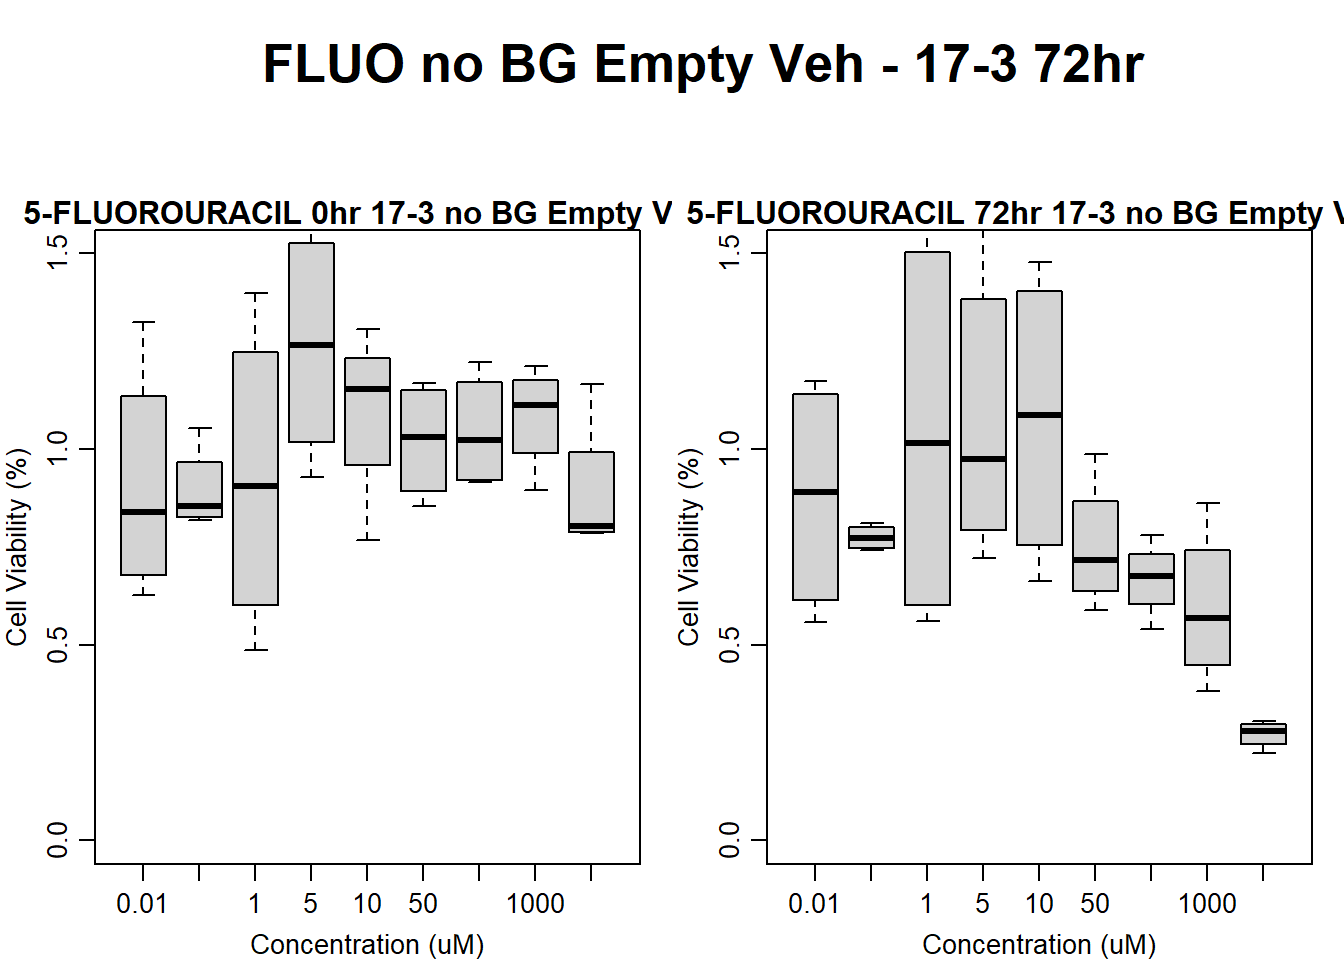 FLUO no BG Empty Veh - 17-3 72hr
5-FLUOROURACIL 0hr 17-3 no BG Empty V
Cell Viability (%)
1.5
1.0
0.5
0.0
0.01 1 5 10 50 1000
Concentration (uM)
5-FLUOROURACIL 72hr 17-3 no BG Empty V
Cell Viability (%)
1.5
1.0
0.5
0.0
0.01 1 5 10 50 1000
Concentration (uM)